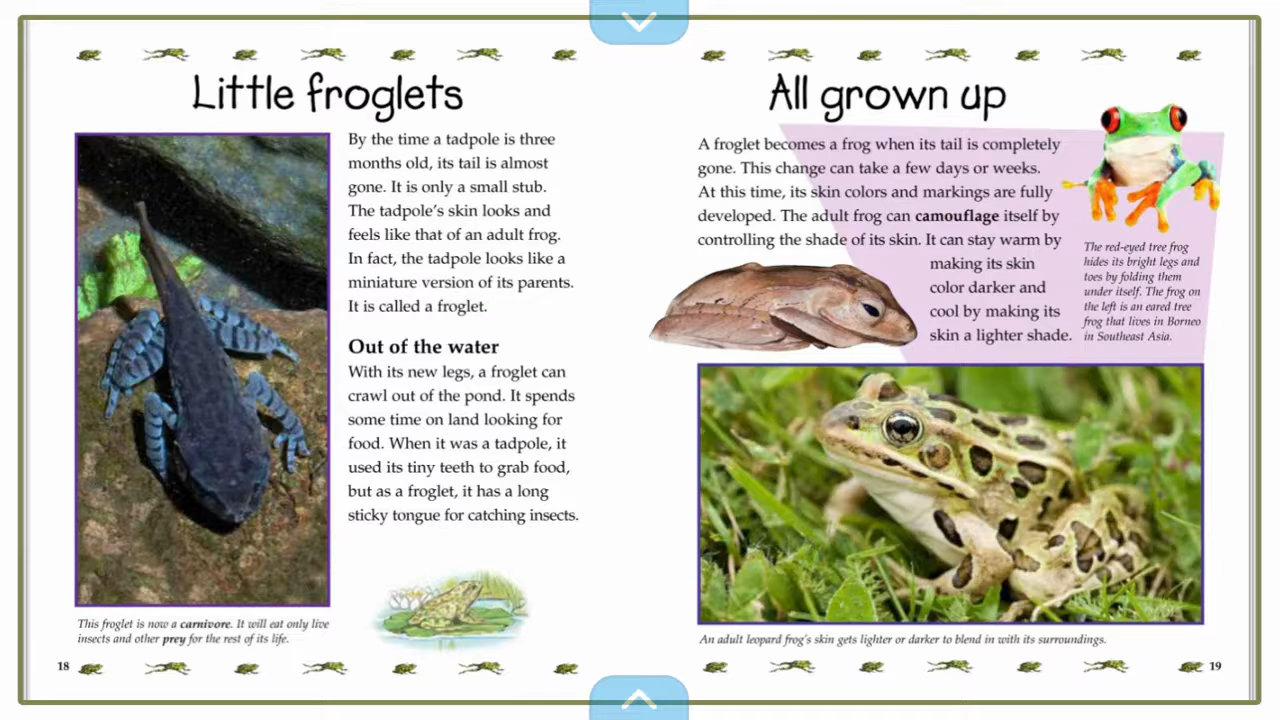 Little froglets
By the time a tadpole is three
months old, its tail is almost
gone. It is only a small stub.
The tadpole's skin looks and
feels like that of an adult frog.
In fact, the tadpole looks like a
miniature version of its parents.
It is called a froglet.
Out of the water
With its new legs, a froglet can
crawl out of the pond. It spends
some time on land looking for
food. When it was a tadpole, it
used its tiny teeth to grab food,
but as a froglet, it has a long
sticky tongue for catching insects.
This froglet is now a carnivore. It will eat only live
insects and other prey for the rest of its life.
18
All grown up
A froglet becomes a frog when its tail is completely
gone. This change can take a few days or weeks.
At this time, its skin colors and markings are fully
developed. The adult frog can camouflage itself by
controlling the shade of its skin. It can stay warm by
making its skin
color darker and
cool by making its
skin a lighter shade.
The red-eyed tree frog
hides its bright legs and
toes by folding them
under itself. The frog on
the left is an eared tree
frog that lives in Borneo
in Southeast Asia.
An adult leopard frog's skin gets lighter or darker to blend in with its surroundings.
19